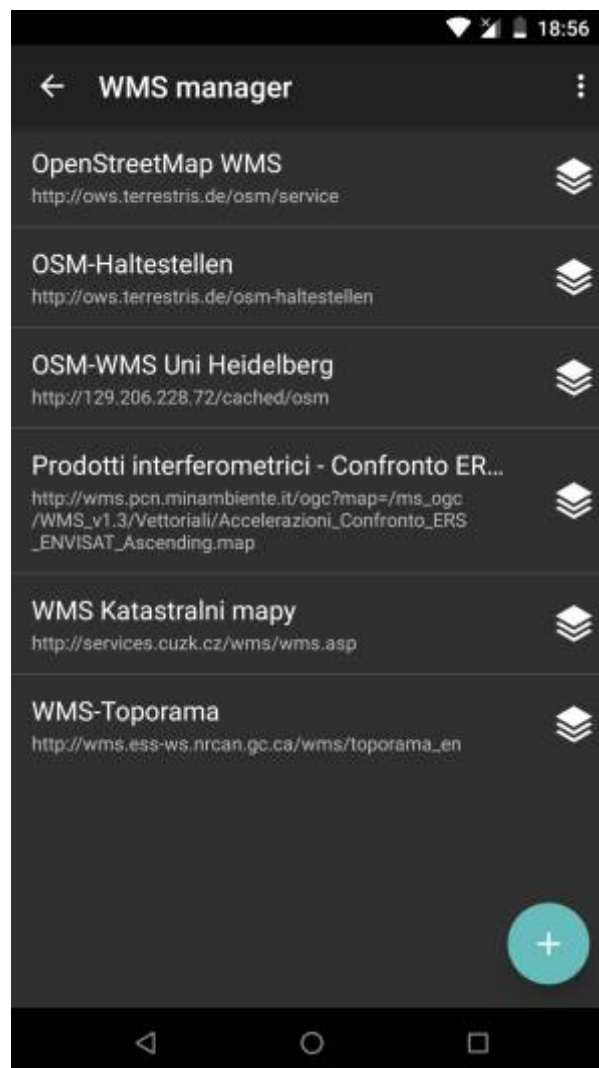 18:56
WMS manager
OpenStreetMap WMS
http://ows.terrestris.de/osm/service
OSM-Haltestellen
http://ows.terrestris.de/osm-haltestellen
OSM-WMS Uni Heidelberg
http://129.206.228.72/cached/osm
Prodotti interferometrici - Confronto ER...
http://wms.pcn.minambiente.it/ogc?map=/ms_ogc
/WMS_v1.3/Vettoriali/Accelerazioni_Confronto_ERS
_ENVISAT_Ascending.map
WMS Katastralni mapy
http://services.cuzk.cz/wms/wms.asp
WMS-Toporama
http://wms.ess-ws.nrcan.gc.ca/wms/toporama_en